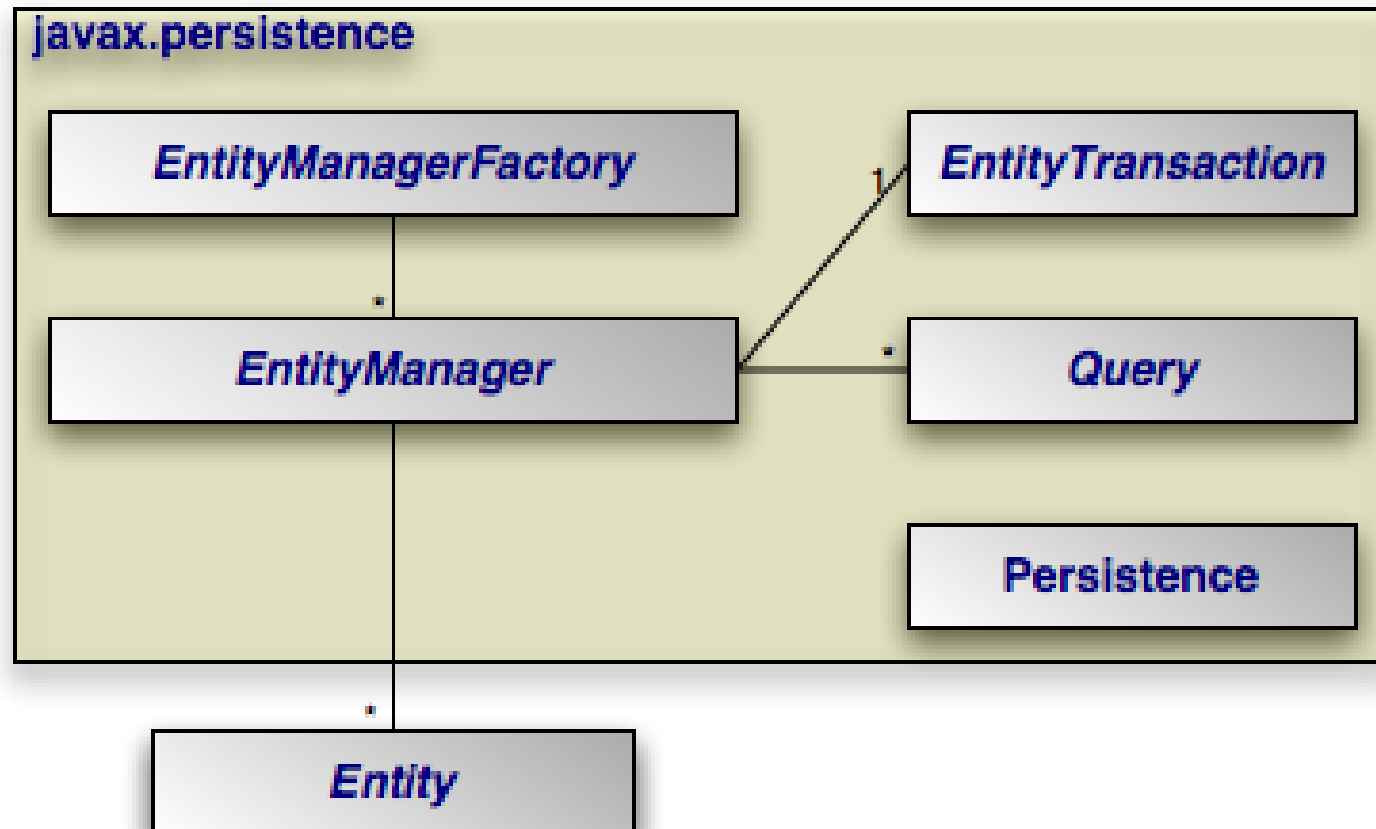 javax.persistence
EntityManagerFactory
EntityTransaction
1
*
EntityManager
*
Query
Persistence
*
Entity